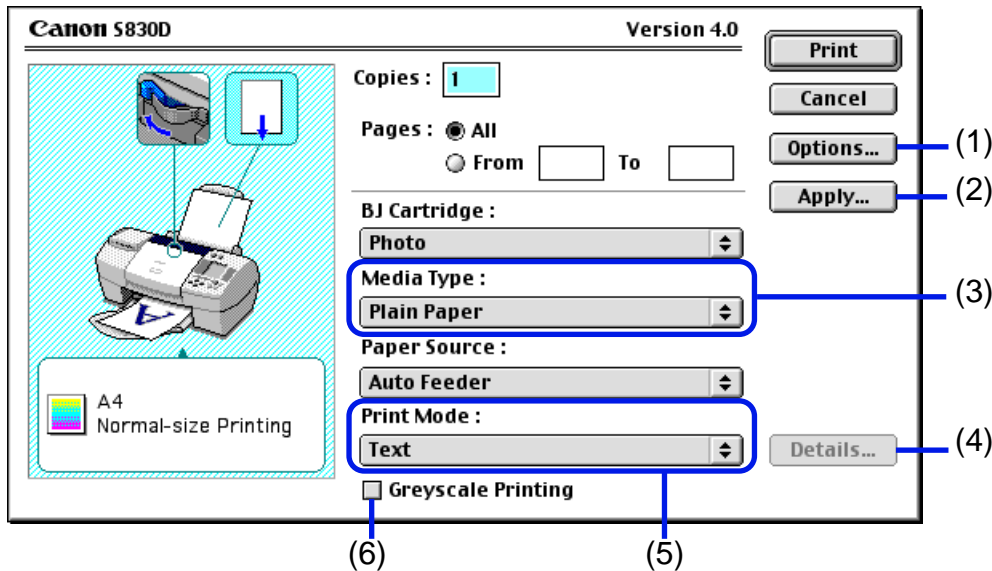 Canon S830D Version 4.0
Copies : 1
Pages : All
From To
BJ Cartridge :
Photo
Media Type :
Plain Paper
Paper Source :
Auto Feeder
Print Mode :
Text
Greyscale Printing
A4
Normal-size Printing
A
Print
Cancel
Options...
Apply...
Details...
(1)
(2)
(3)
(4)
(5)
(6)